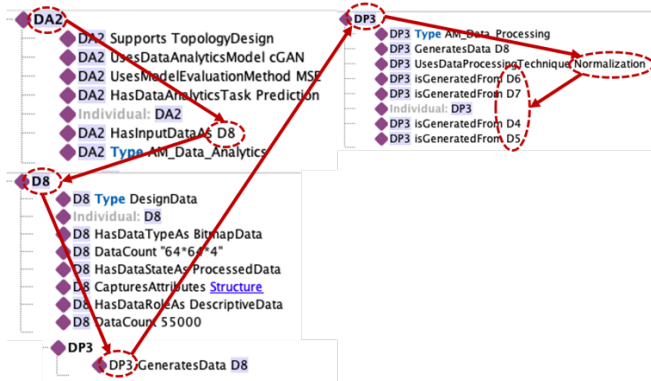 DA2
DA2 Supports TopologyDesign
DA2 UsesDataAnalyticsModel cGAN
DA2 UsesModelEvaluationMethod MSE
DA2 HasDataAnalyticsTask Prediction
Individual: DA2
DA2 HasInputDataAs D8
DA2 Type AM_Data_Analytics
D8
D8 Type DesignData
Individual: D8
D8 HasDataTypeAs BitmapData
D8 DataCount "64*64*4"
D8 HasDataStateAs ProcessedData
D8 CapturesAttributes Structure
D8 HasDataRoleAs DescriptiveData
D8 DataCount 55000
DP3
DP3 GeneratesData D8
DP3
DP3 Type AM_Data_Processing
DP3 GeneratesData D8
DP3 UsesDataProcessingTechnique Normalization
DP3 isGeneratedFrom D6
DP3 isGeneratedFrom D7
Individual: DP3
DP3 isGeneratedFrom D4
DP3 isGeneratedFrom D5